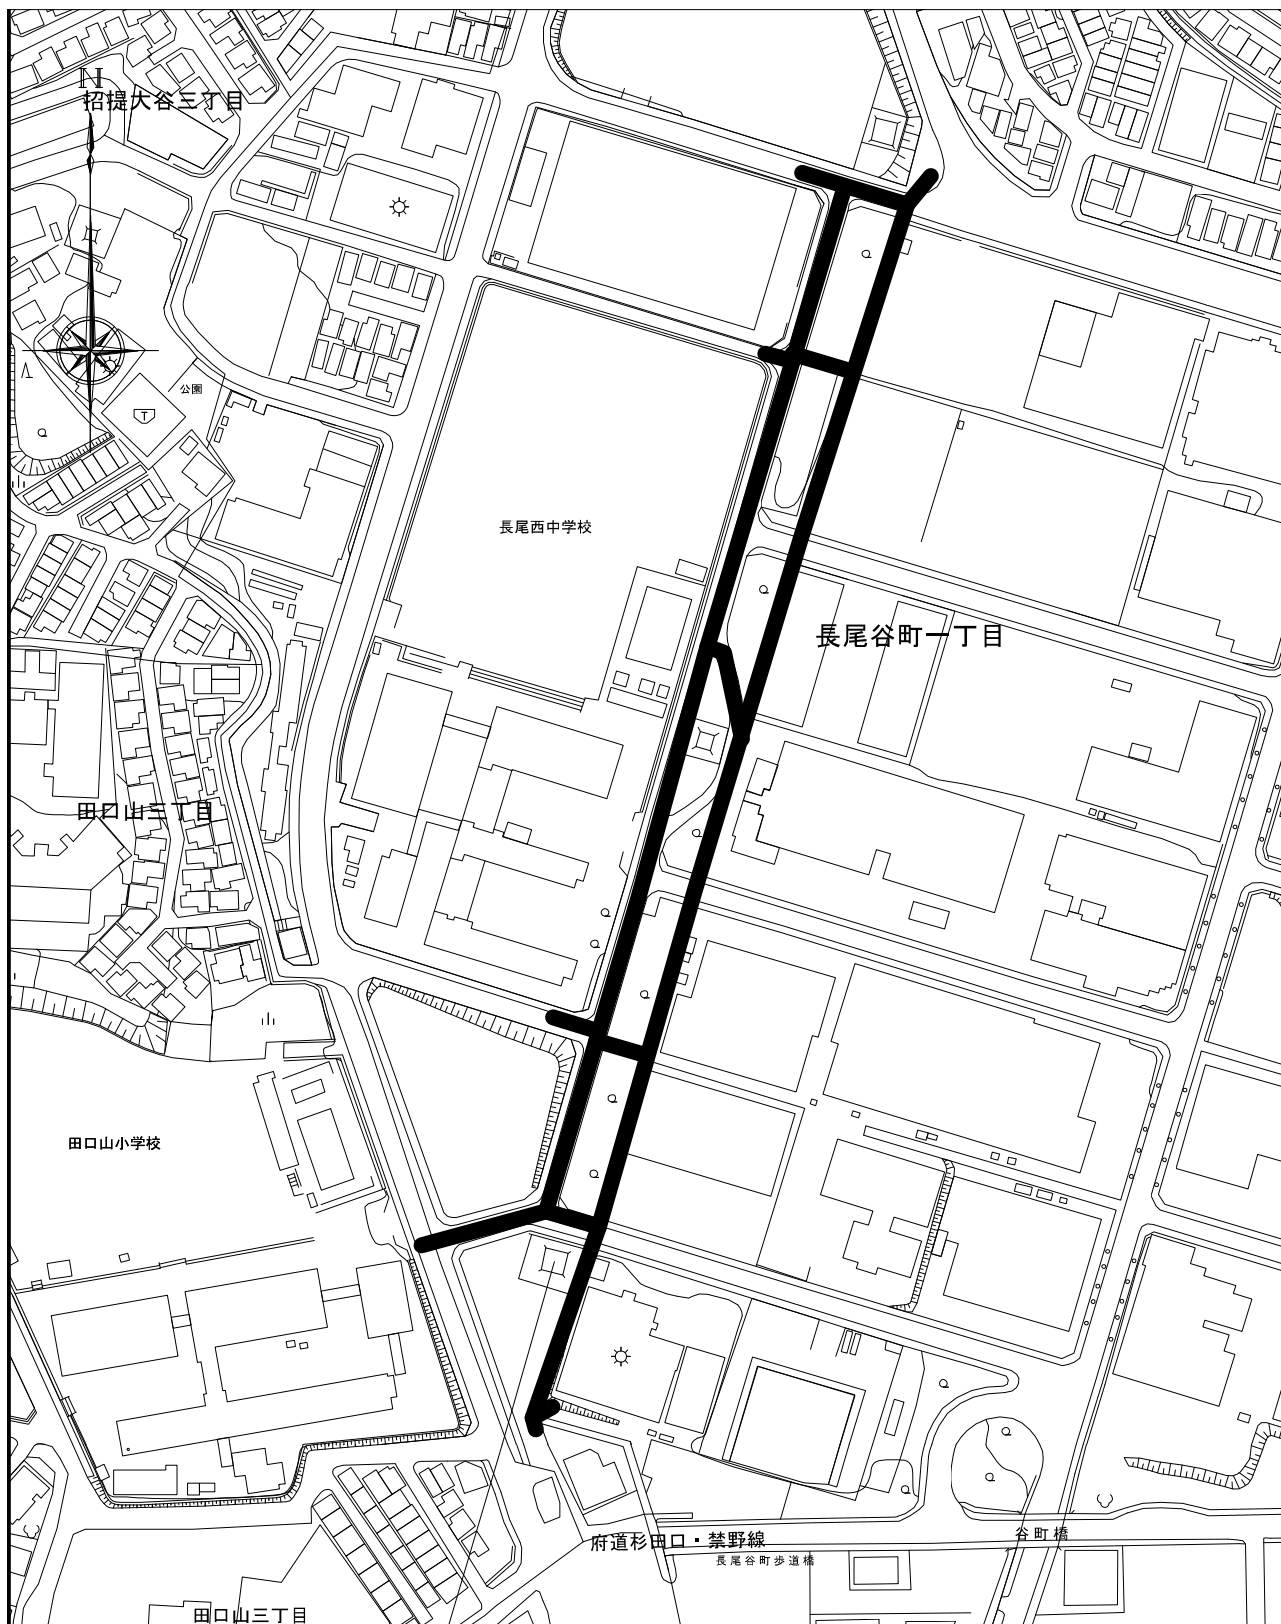 N
招提大谷三丁目
公園
T
長尾西中学校
長尾谷町一丁目
田口山三丁目
田口山小学校
府道杉田口・禁野線
谷町橋
長尾谷町歩道橋
田口山三丁目